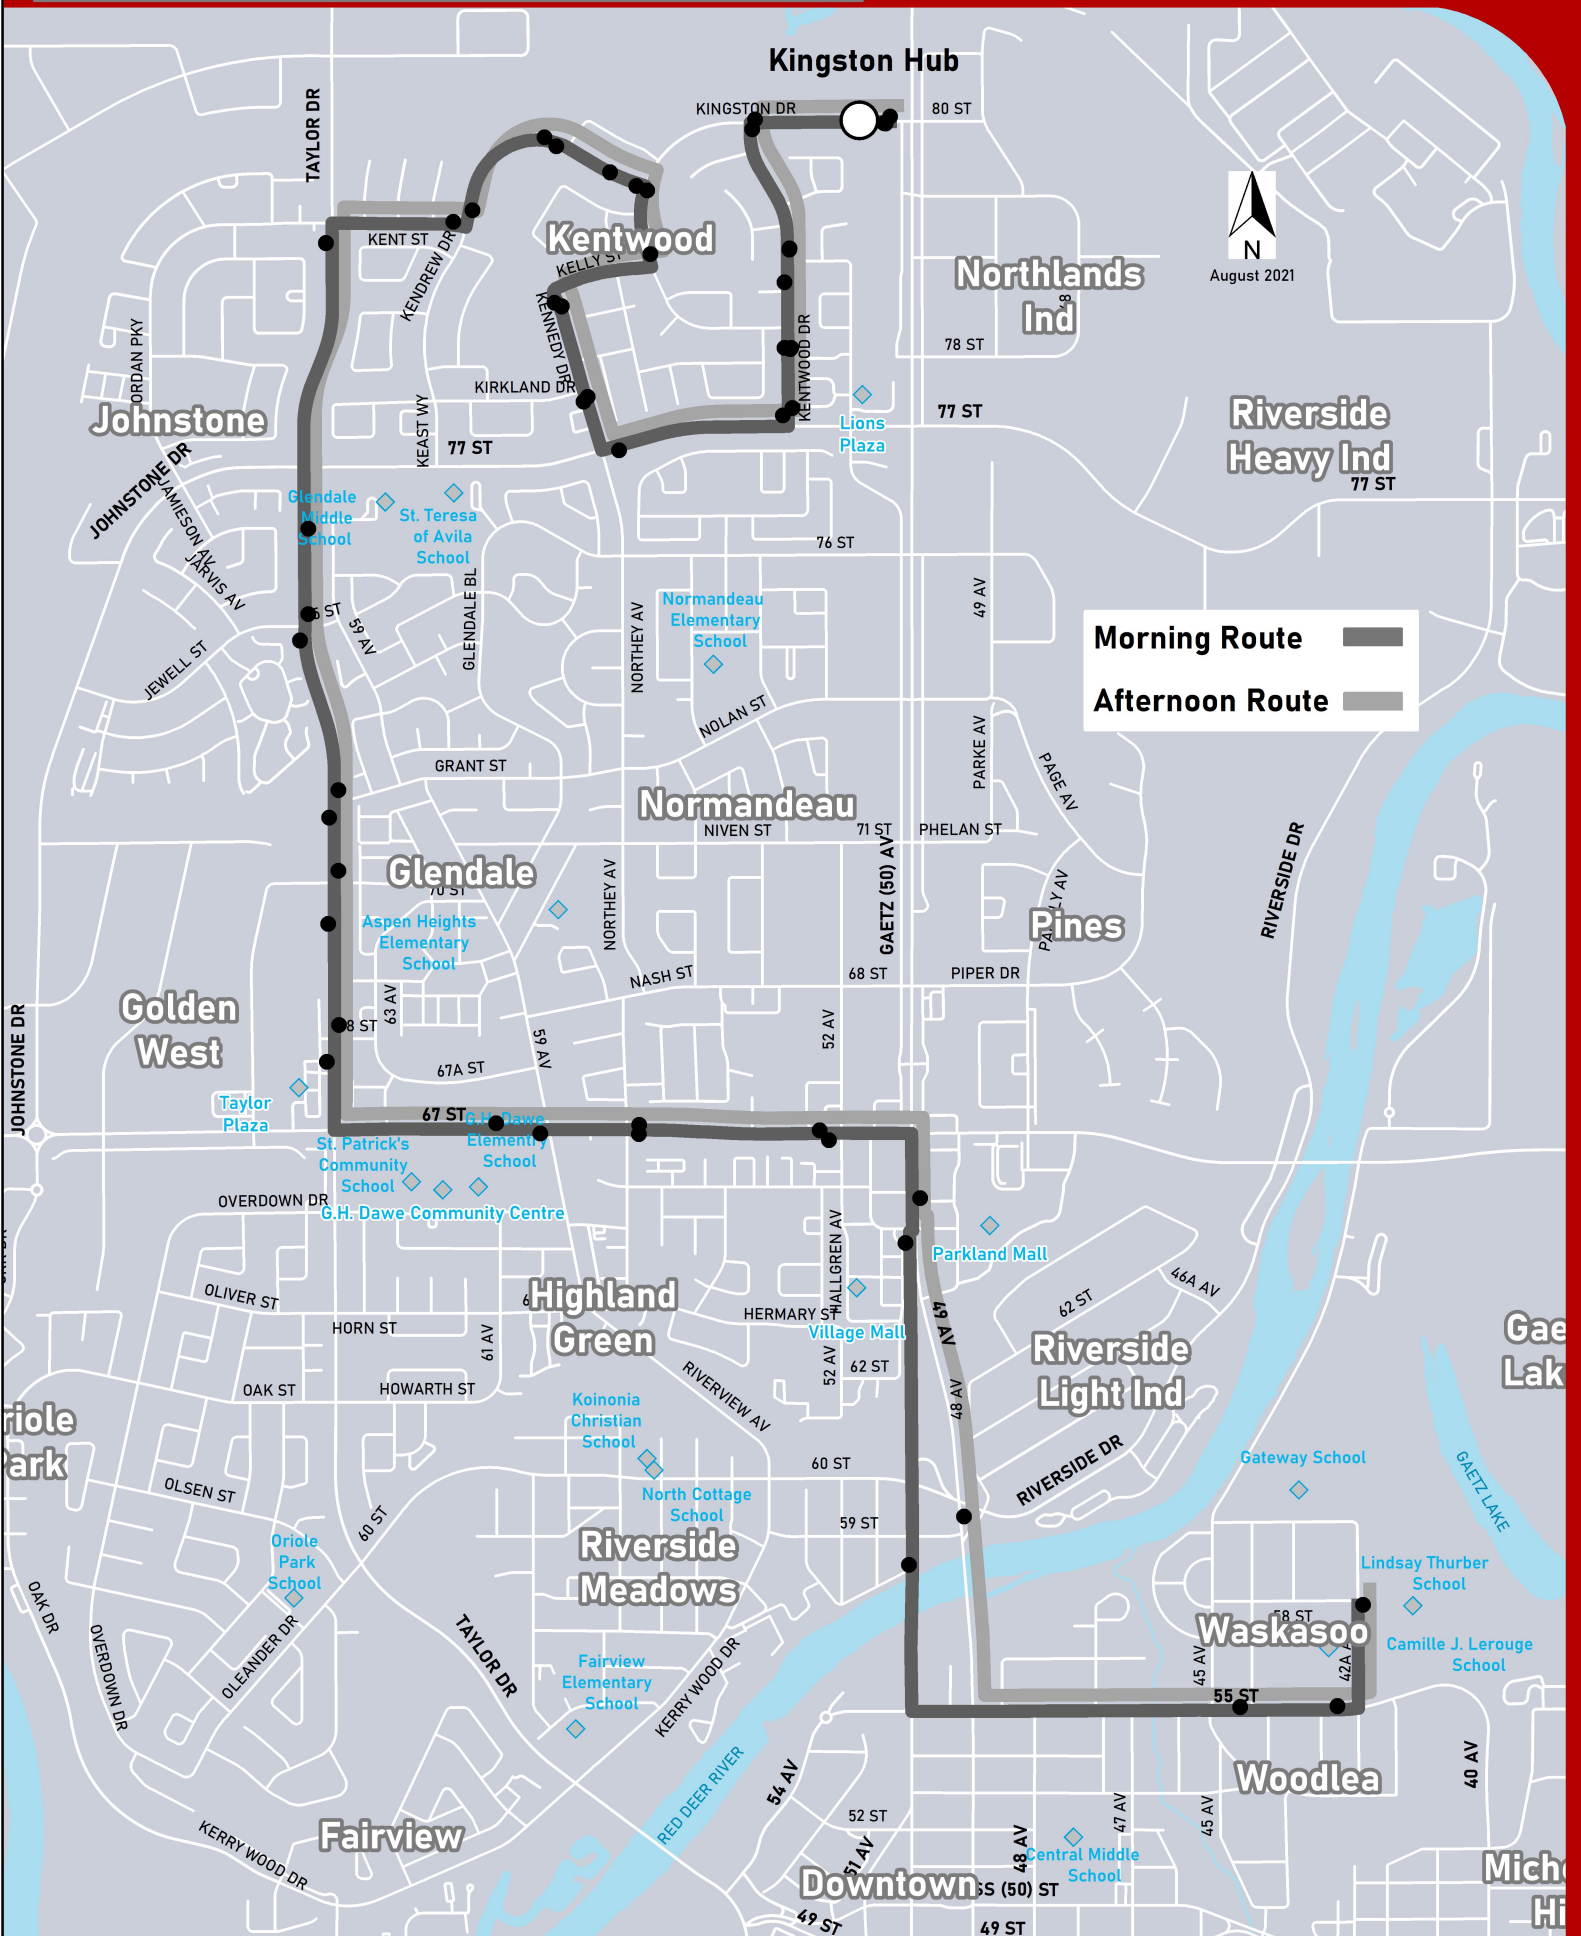 Kingston Hub
KINGSTON DR
80 ST
TAYLOR DR
N
August 2021
KENT ST
Kentwood
KELLY ST
KENDREW DR
KENNEDY DR
Northlands
Ind
78 ST
KENTWOOD DR
KIRKLAND DR
Johnstone
KEAST WY
77 ST
Lions
Plaza
77 ST
Riverside
Heavy Ind
77 ST
JOHNSTONE DR
JAMIESON AV
JARVIS AV
JEWELL ST
Glendale
Middle
School
St. Teresa
of Avila
School
76 ST
59 AV
GLENDALE BL
NORTHEY AV
Normandeau
Elementary
School
49 AV
Morning Route
Afternoon Route
NOLAN ST
PARKE AV
PAGE AV
GRANT ST
Normandeau
NIVEN ST
71 ST
PHELAN ST
GAETZ (50) AV
RIVERSIDE DR
Glendale
70 ST
NORTHEY AV
Aspen Heights
Elementary
School
Pines
NASH ST
68 ST
PIPER DR
Golden
West
63 AV
59 AV
52 AV
JOHNSTONE DR
67A ST
Taylor
Plaza
67 ST
G.H. Dawe
Elementry
School
St. Patrick's
Community
School
OVERDOWN DR
G.H. Dawe Community Centre
HALLGREN AV
Parkland Mall
OLIVER ST
HORN ST
61 AV
Highland
Green
HERMARY ST
Village Mall
49 AV
62 ST
46A AV
Riverside
Light Ind
52 AV
62 ST
48 AV
OAK ST
HOWARTH ST
RIVERVIEW AV
Koinonia
Christian
School
North Cottage
School
60 ST
RIVERSIDE DR
Gateway School
GAETZ LAKE
OLSEN ST
60 ST
59 ST
Riverside
Meadows
Oriole
Park
School
Lindsay Thurber
School
OAK DR
OVERDOWN DR
OLEANDER DR
TAYLOR DR
Fairview
Elementary
School
KERRY WOOD DR
58 ST
Waskasoo
45 AV
55 ST
Camille J. Lerouge
School
Woodlea
40 AV
RED DEER RIVER
54 AV
52 ST
51 AV
48 AV
47 AV
45 AV
Fairview
KERRY WOOD DR
Central Middle
School
Downtown
(50) ST
49 ST
49 ST